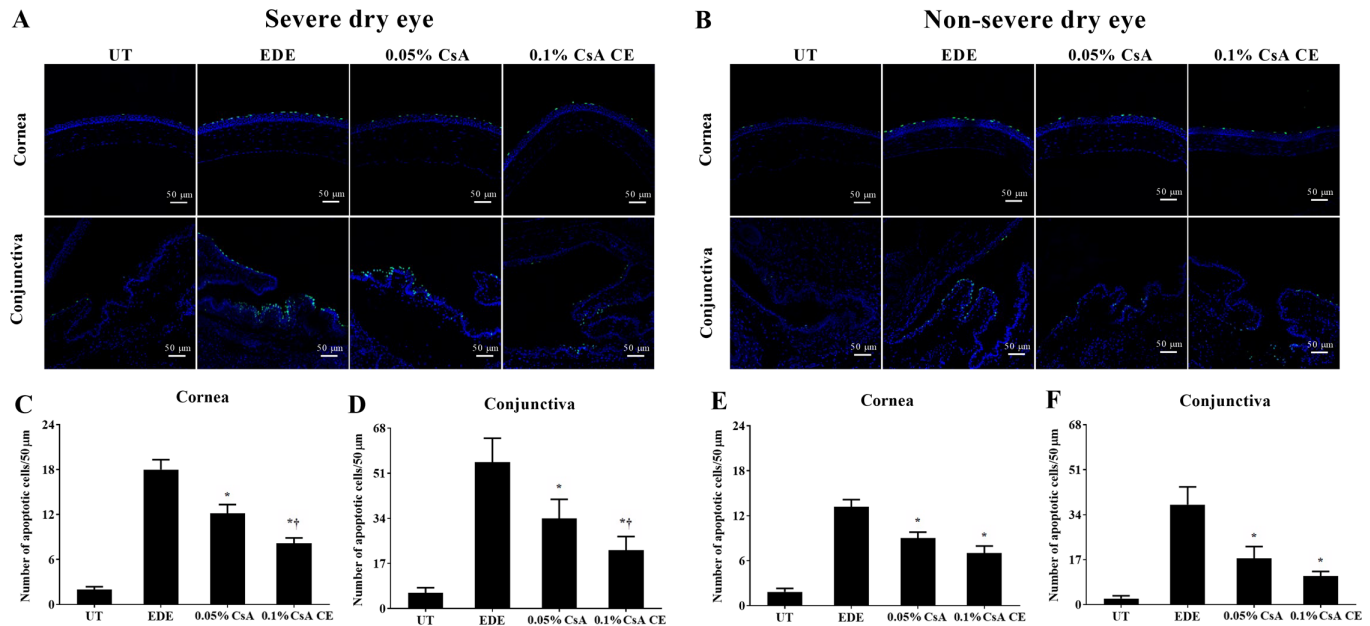 A
Severe dry eye
UT
EDE
0.05% CsA
0.1% CsA CE
Cornea
50 μm
50 μm
50 μm
50 μm
Conjunctiva
50 μm
50 μm
50 μm
50 μm
B
Non-severe dry eye
UT
EDE
0.05% CsA
0.1% CsA CE
Cornea
50 μm
50 μm
50 μm
50 μm
Conjunctiva
50 μm
50 μm
50 μm
50 μm
C
Cornea
Number of apoptotic cells/50 μm
24
18
12
6
0
*
*†
UT
EDE
0.05% CsA
0.1% CsA CE
D
Conjunctiva
Number of apoptotic cells/50 μm
68
51
34
17
0
*
*†
UT
EDE
0.05% CsA
0.1% CsA CE
E
Cornea
Number of apoptotic cells/50 μm
24
18
12
6
0
*
*
UT
EDE
0.05% CsA
0.1% CsA CE
F
Conjunctiva
Number of apoptotic cells/50 μm
68
51
34
17
0
*
*
UT
EDE
0.05% CsA
0.1% CsA CE